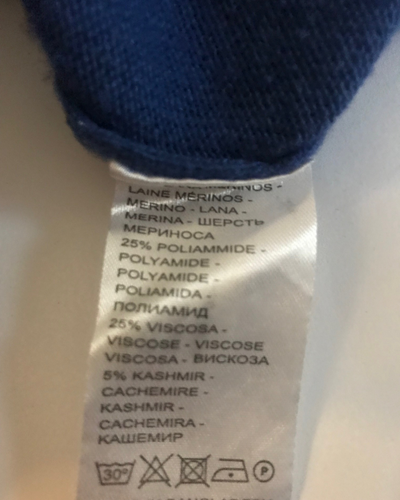 LAINE MÉRINOS -
MERINO - LANA -
MERINA - ШЕРСТЬ
МЕРИНОСА
25% POLIAMMIDE -
POLYAMIDE -
POLYAMIDE -
POLIAMIDA -
ПОЛИАМИД
25% VISCOSA -
VISCOSE - VISCOSE
VISCOSA - ВИСКОЗА
5% KASHMIR -
CACHEMIRE -
KASHMIR -
CACHEMIRA -
КАШЕМИР
30°
P